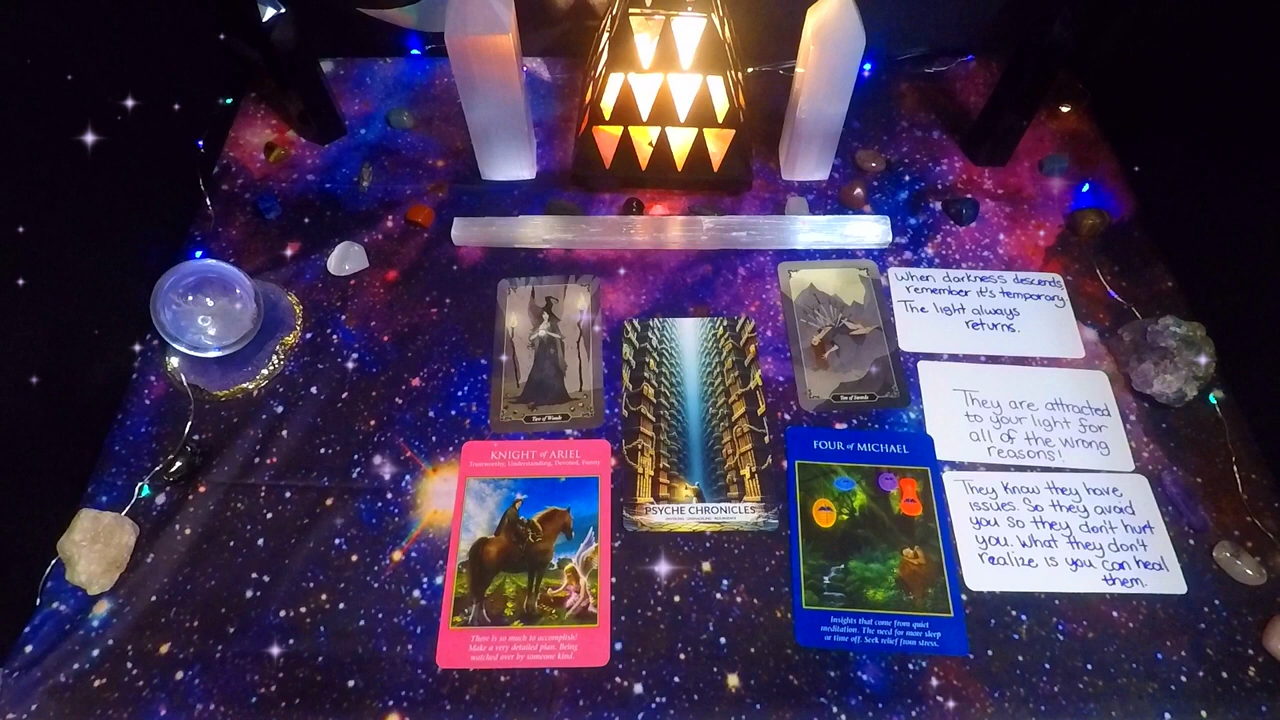 Two of Wands
Ten of Swords
When darkness descends
remember it's temporary.
The light always
returns.
KNIGHT of ARIEL
Trustworthy, Understanding, Devoted, Purity
PSYCHE CHRONICLES
FOUR of MICHAEL
They are attracted
to your light for
all of the wrong
reasons!
They know they have
issues. So they avoid
you so they don't hurt
you. What they don't
realize is you can heal
them.
There is so much to accomplish!
Make a very detailed plan. Being
watched over by someone kind.
Insights that come from quiet
meditation. The need for more sleep
or time off. Seek relief from stress.